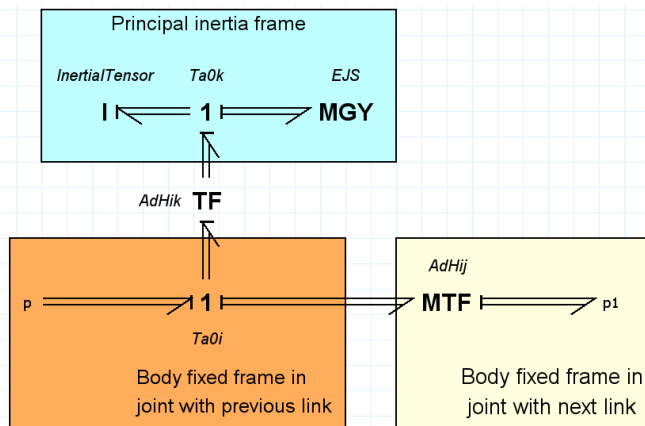 Principal inertia frame
InertialTensor Ta0k EJS
I 1 MGY
AdHik TF
AdHij
p 1 MTF p1
Ta0i
Body fixed frame in
joint with previous link
Body fixed frame in
joint with next link